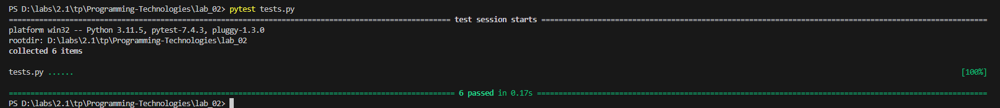 PS D:\labs\2.1\tp\Programming-Technologies\lab_02> pytest tests.py
======================================================================================================= test session starts ========================================================================================================
platform win32 -- Python 3.11.5, pytest-7.4.3, pluggy-1.3.0
rootdir: D:\labs\2.1\tp\Programming-Technologies\lab_02
collected 6 items
tests.py ...... [100%]
======================================================================================================== 6 passed in 0.17s =========================================================================================================
PS D:\labs\2.1\tp\Programming-Technologies\lab_02>